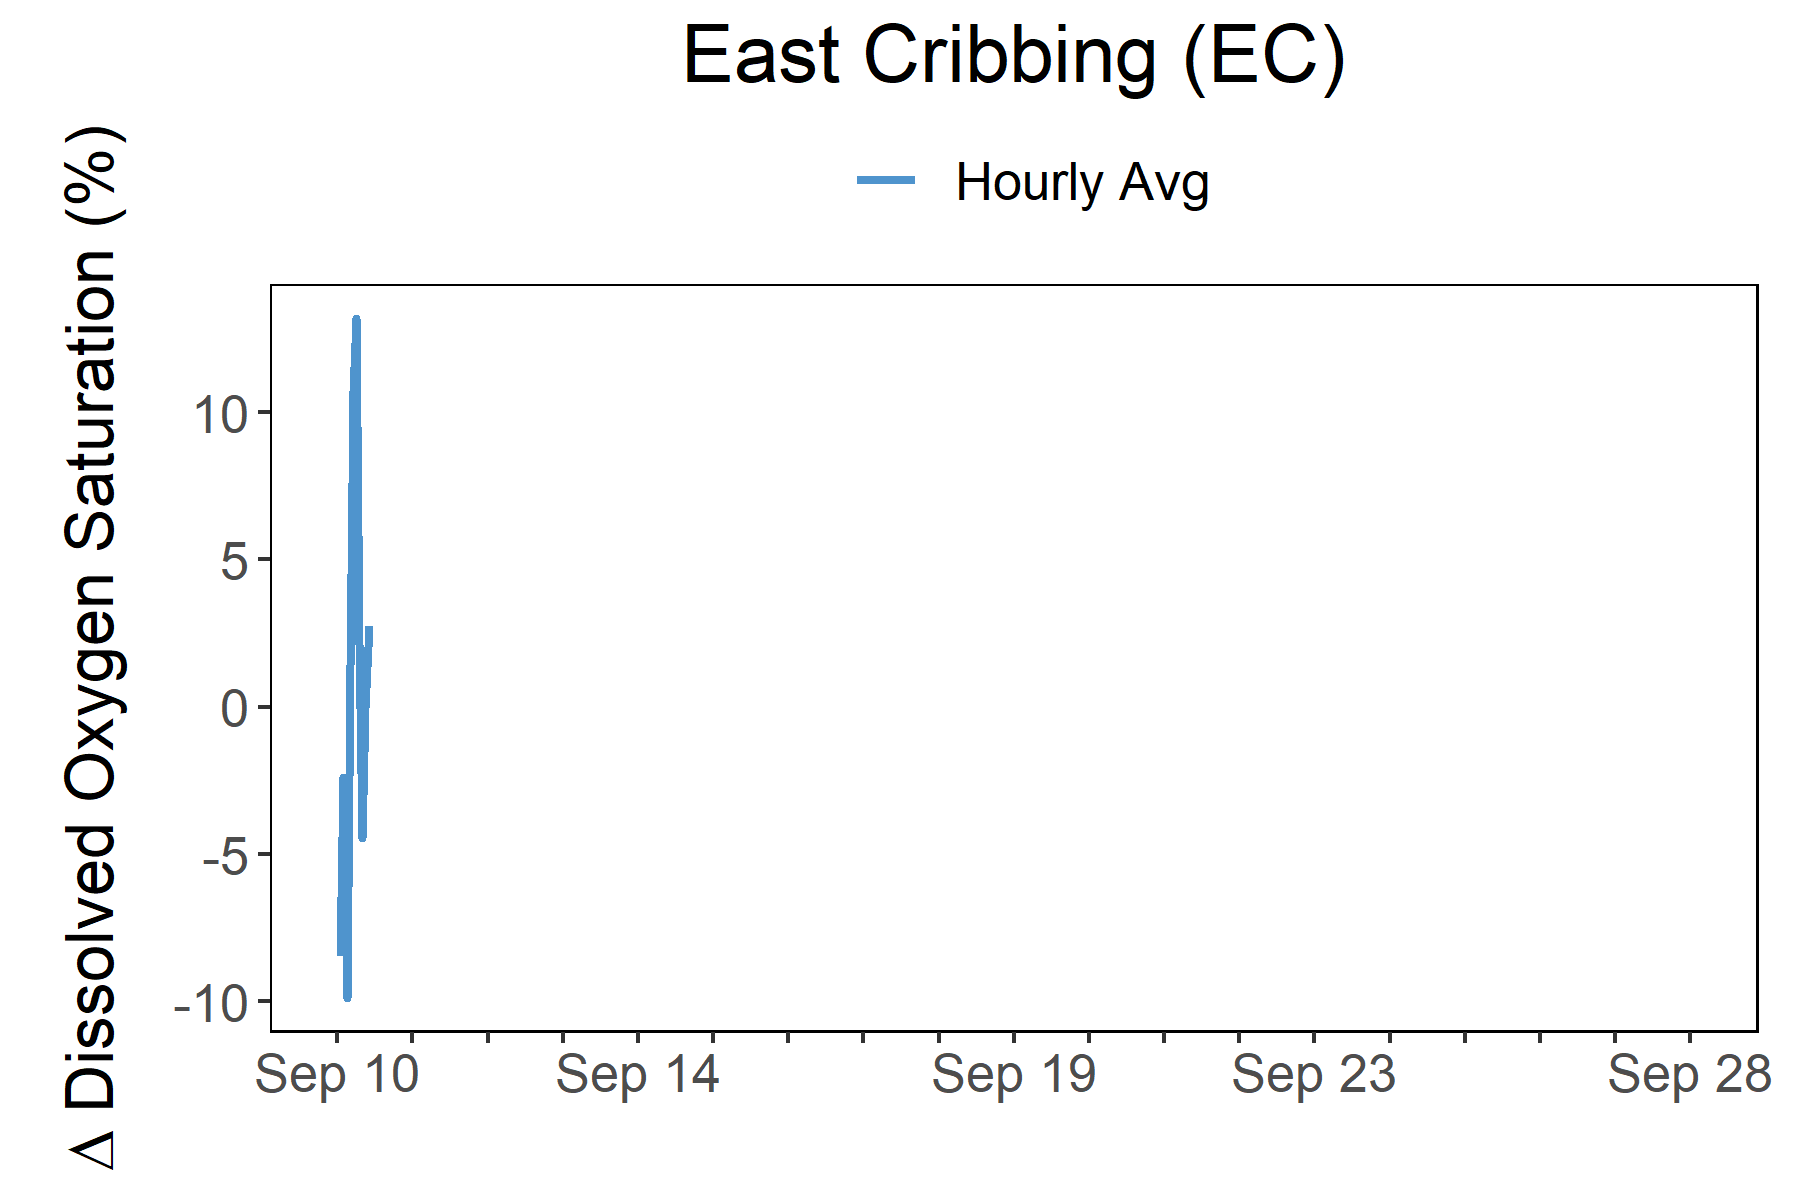 East Cribbing (EC)
Hourly Avg
Δ Dissolved Oxygen Saturation (%)
10
5
0
-5
-10
Sep 10 Sep 14 Sep 19 Sep 23 Sep 28